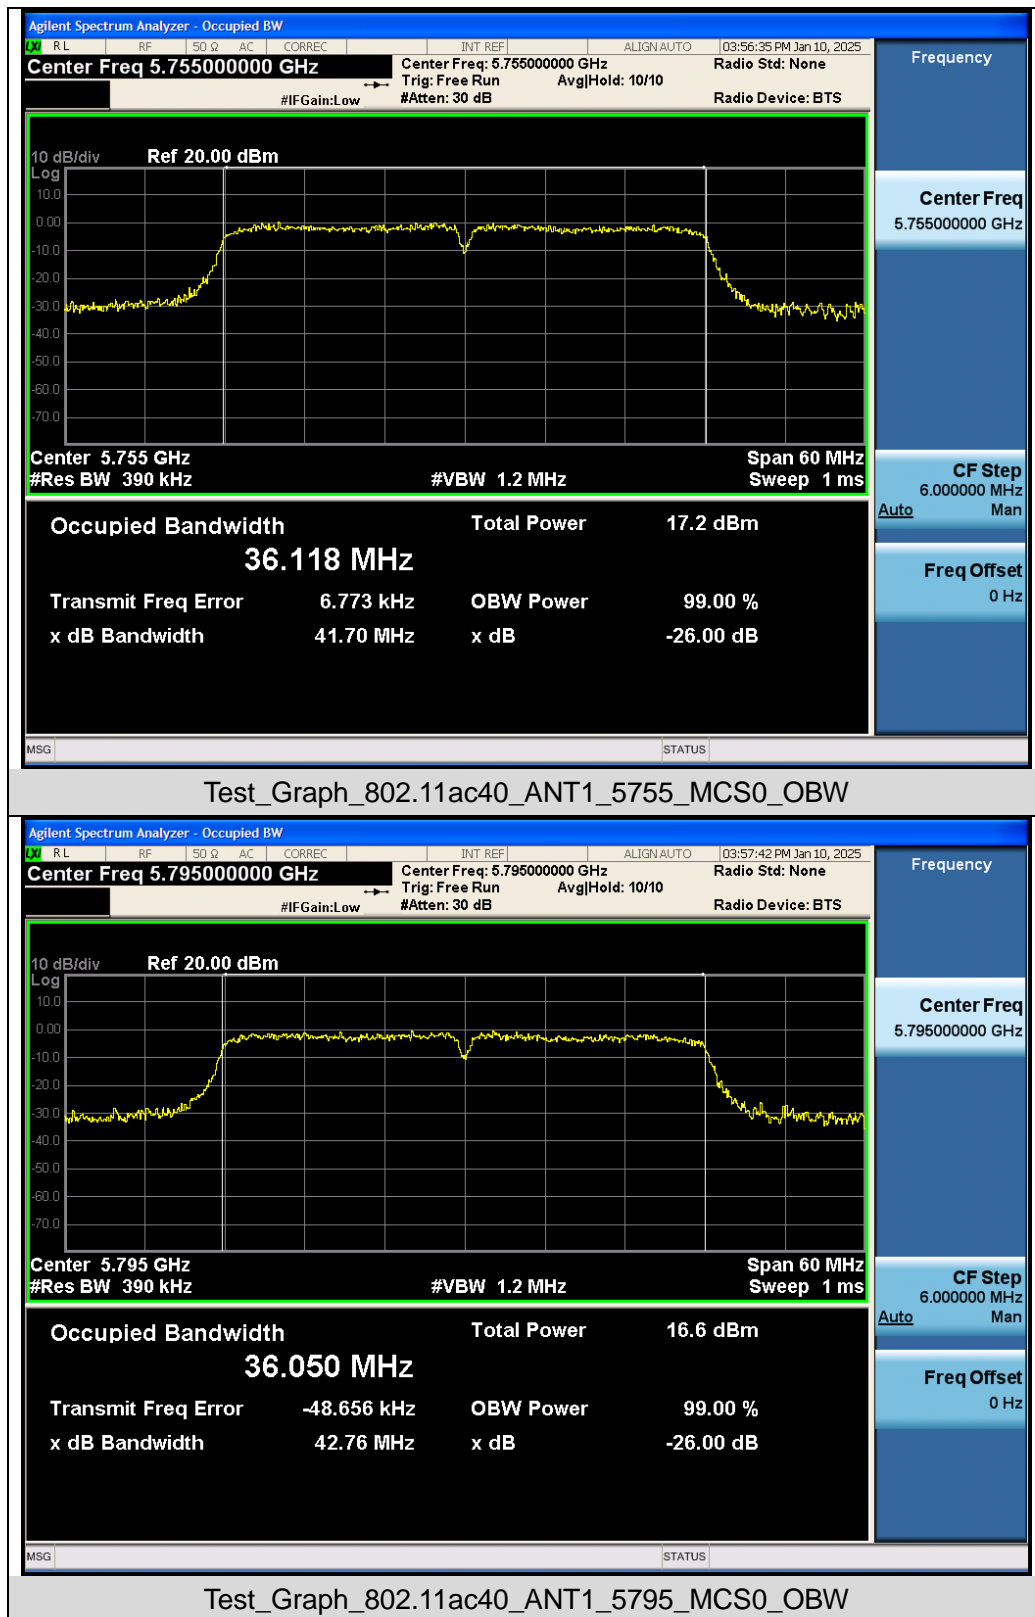 Agilent Spectrum Analyzer - Occupied BW
LXI RL RF 50 Ω AC CORREC INT REF ALIGN AUTO 03:56:35 PM Jan 10, 2025
Center Freq 5.755000000 GHz
Center Freq: 5.755000000 GHz Radio Std: None
Trig: Free Run Avg|Hold: 10/10
#IFGain:Low #Atten: 30 dB Radio Device: BTS
10 dB/div Ref 20.00 dBm
Log
10.0
0.00
-10.0
-20.0
-30.0
-40.0
-50.0
-60.0
-70.0
Center 5.755 GHz Span 60 MHz
#Res BW 390 kHz #VBW 1.2 MHz Sweep 1 ms
Occupied Bandwidth Total Power 17.2 dBm
36.118 MHz
Transmit Freq Error 6.773 kHz OBW Power 99.00 %
x dB Bandwidth 41.70 MHz x dB -26.00 dB
MSG STATUS
Frequency
Center Freq
5.755000000 GHz
CF Step
6.000000 MHz
Auto Man
Freq Offset
0 Hz
Test_Graph_802.11ac40_ANT1_5755_MCS0_OBW
Agilent Spectrum Analyzer - Occupied BW
LXI RL RF 50 Ω AC CORREC INT REF ALIGN AUTO 03:57:42 PM Jan 10, 2025
Center Freq 5.795000000 GHz
Center Freq: 5.795000000 GHz Radio Std: None
Trig: Free Run Avg|Hold: 10/10
#IFGain:Low #Atten: 30 dB Radio Device: BTS
10 dB/div Ref 20.00 dBm
Log
10.0
0.00
-10.0
-20.0
-30.0
-40.0
-50.0
-60.0
-70.0
Center 5.795 GHz Span 60 MHz
#Res BW 390 kHz #VBW 1.2 MHz Sweep 1 ms
Occupied Bandwidth Total Power 16.6 dBm
36.050 MHz
Transmit Freq Error -48.656 kHz OBW Power 99.00 %
x dB Bandwidth 42.76 MHz x dB -26.00 dB
MSG STATUS
Frequency
Center Freq
5.795000000 GHz
CF Step
6.000000 MHz
Auto Man
Freq Offset
0 Hz
Test_Graph_802.11ac40_ANT1_5795_MCS0_OBW